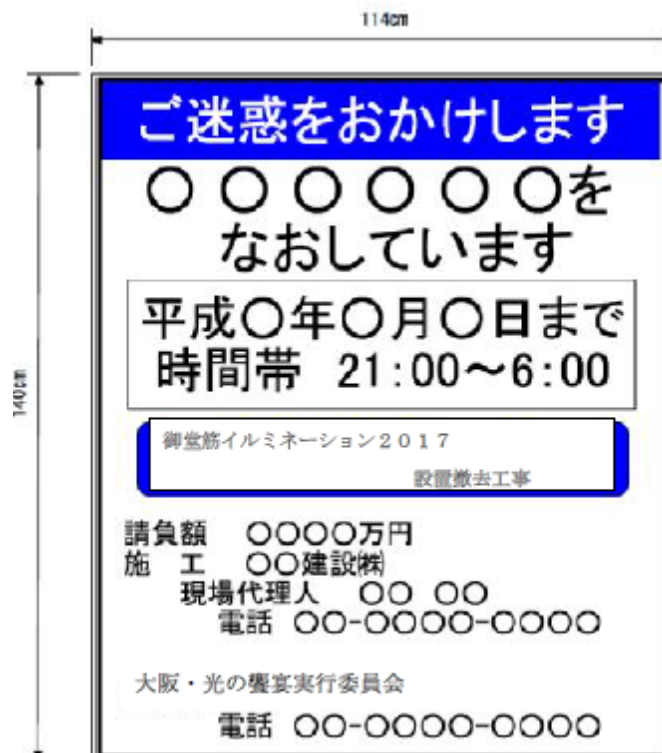 114cm
140cm
ご迷惑をおかけします
○○○○○○を
なおしています
平成○年○月○日まで
時間帯 21:00～6:00
御堂筋イルミネーション２０１７
設置撤去工事
請負額 ○○○○万円
施 工 ○○建設㈱
現場代理人 ○○ ○○
電話 ○○-○○○○-○○○○
大阪・光の饗宴実行委員会
電話 ○○-○○○○-○○○○